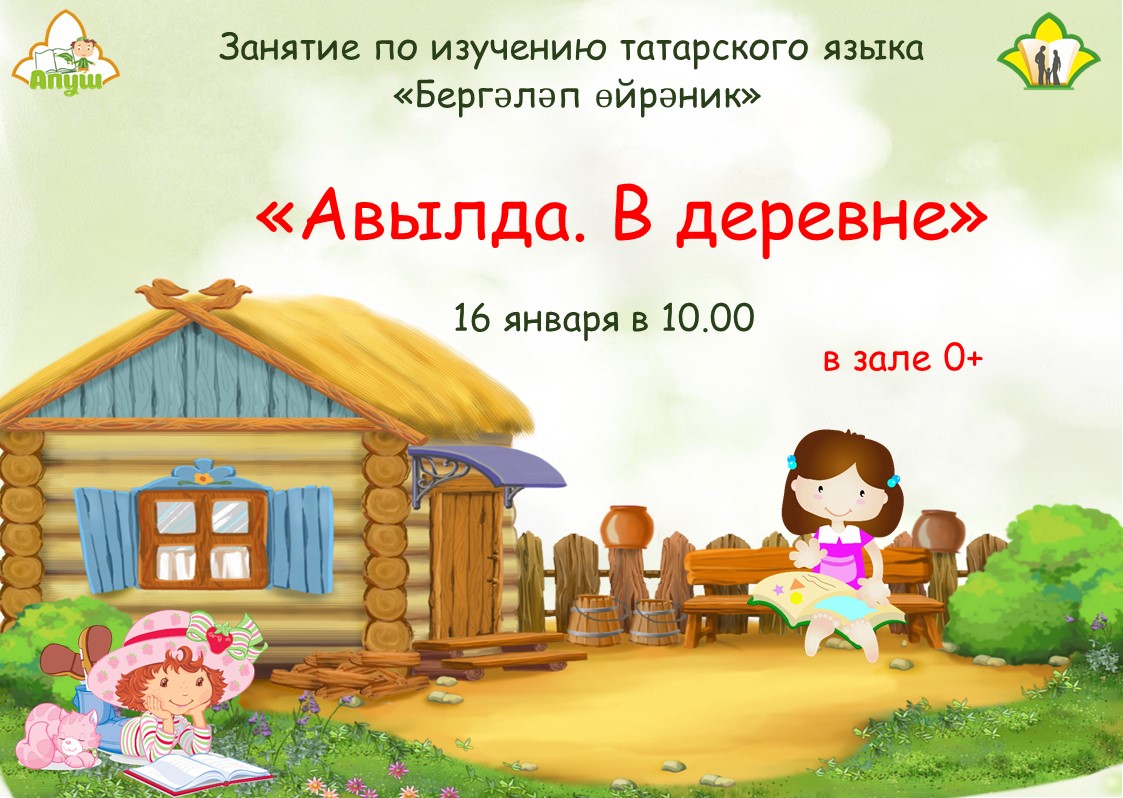 Апуш
Занятие по изучению татарского языка
«Бергәләп өйрәник»
«Авылда. В деревне»
16 января в 10.00
в зале 0+